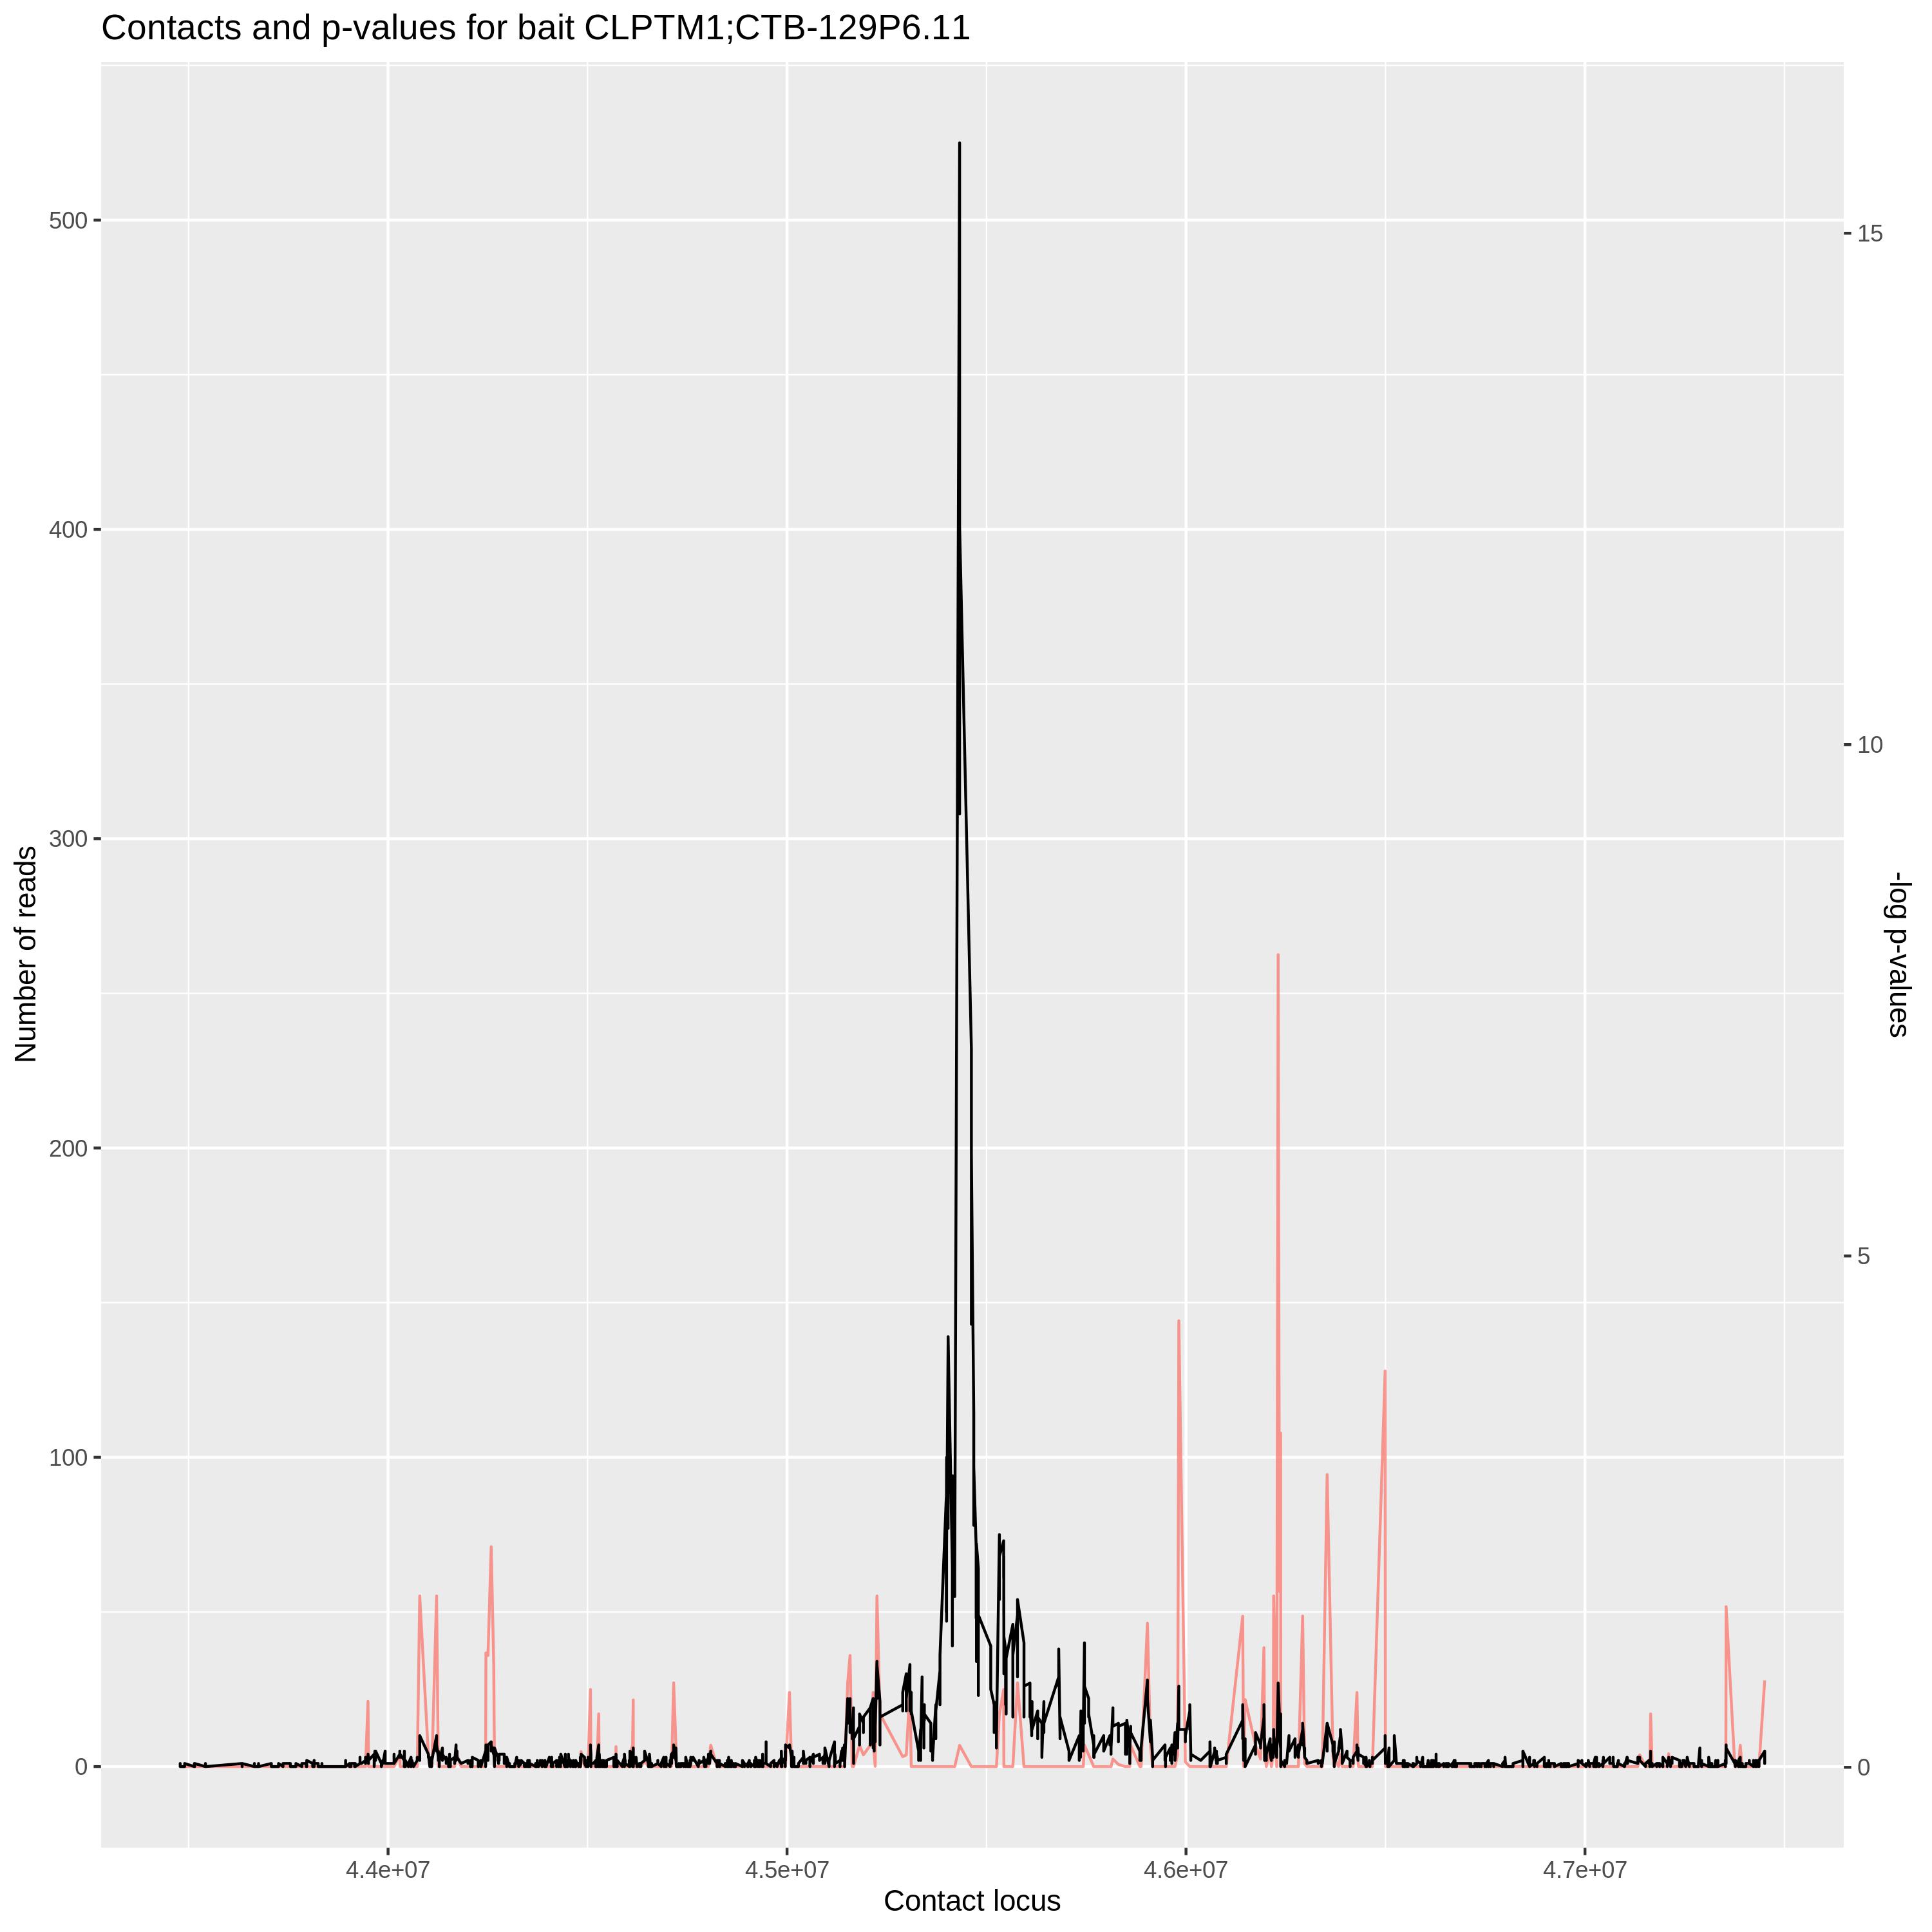 Contacts and p-values for bait CLPTM1;CTB-129P6.11
500
400
300
200
100
0
Number of reads
15
10
5
0
-log p-values
4.4e+07
4.5e+07
4.6e+07
4.7e+07
Contact locus